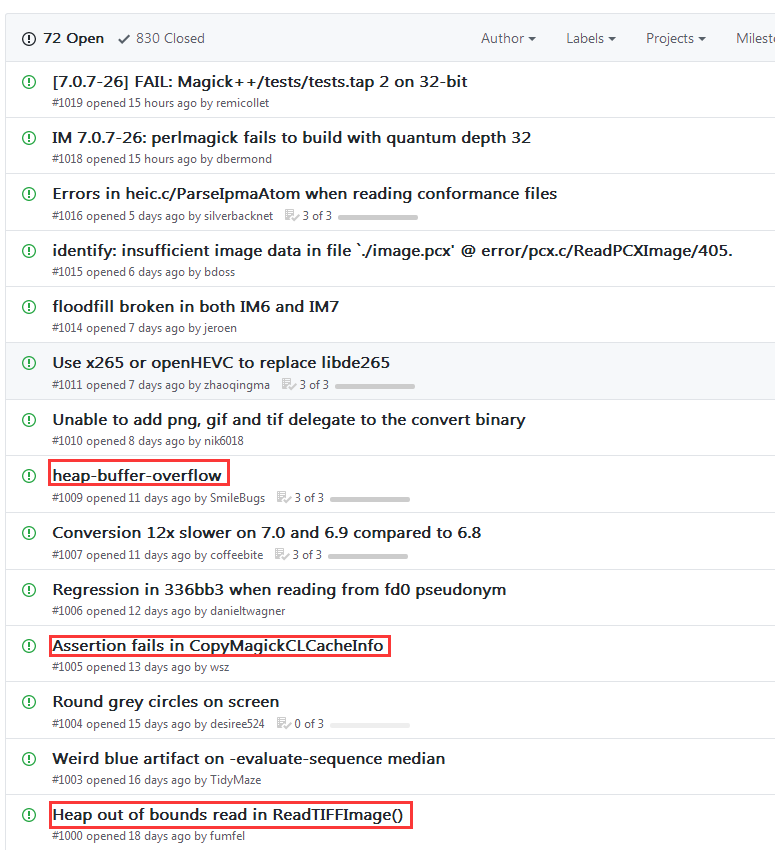 72 Open 830 Closed Author Labels Projects Milest
[7.0.7-26] FAIL: Magick++/tests/tests.tap 2 on 32-bit
#1019 opened 15 hours ago by remicollet
IM 7.0.7-26: perlmagick fails to build with quantum depth 32
#1018 opened 15 hours ago by dbermond
Errors in heic.c/ParseIpmaAtom when reading conformance files
#1016 opened 5 days ago by silverbacknet 3 of 3
identify: insufficient image data in file `./image.pcx' @ error/pcx.c/ReadPCXImage/405.
#1015 opened 6 days ago by bdoss
floodfill broken in both IM6 and IM7
#1014 opened 7 days ago by jeroen
Use x265 or openHEVC to replace libde265
#1011 opened 7 days ago by zhaoqingma 3 of 3
Unable to add png, gif and tif delegate to the convert binary
#1010 opened 8 days ago by nik6018
heap-buffer-overflow
#1009 opened 11 days ago by SmileBugs 3 of 3
Conversion 12x slower on 7.0 and 6.9 compared to 6.8
#1007 opened 11 days ago by coffeebite 3 of 3
Regression in 336bb3 when reading from fd0 pseudonym
#1006 opened 12 days ago by danieltwagner
Assertion fails in CopyMagickCLCacheInfo
#1005 opened 13 days ago by wsz
Round grey circles on screen
#1004 opened 15 days ago by desiree524 0 of 3
Weird blue artifact on -evaluate-sequence median
#1003 opened 16 days ago by TidyMaze
Heap out of bounds read in ReadTIFFImage()
#1000 opened 18 days ago by fumfel